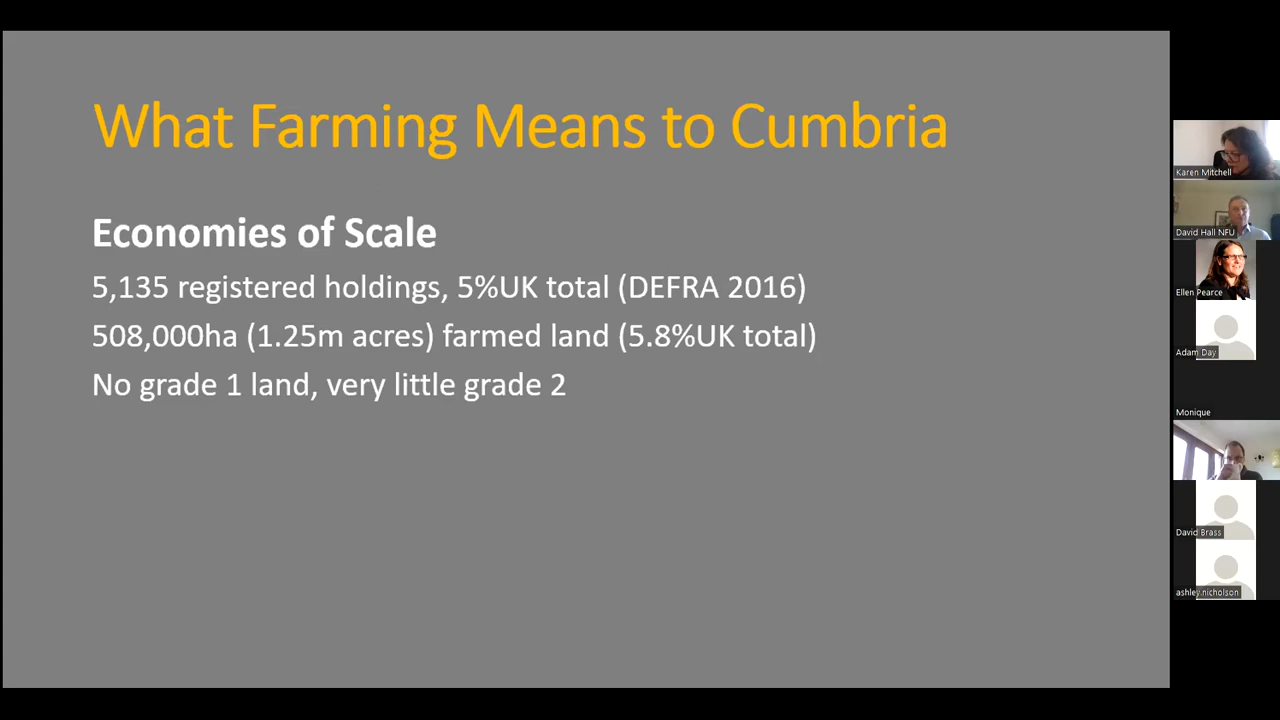 What Farming Means to Cumbria
Economies of Scale
5,135 registered holdings, 5%UK total (DEFRA 2016)
508,000ha (1.25m acres) farmed land (5.8%UK total)
No grade 1 land, very little grade 2
Karen Mitchell
David Hall NFU
Ellen Pearce
Adam Day
Monique
David Brass
ashley.nicholson